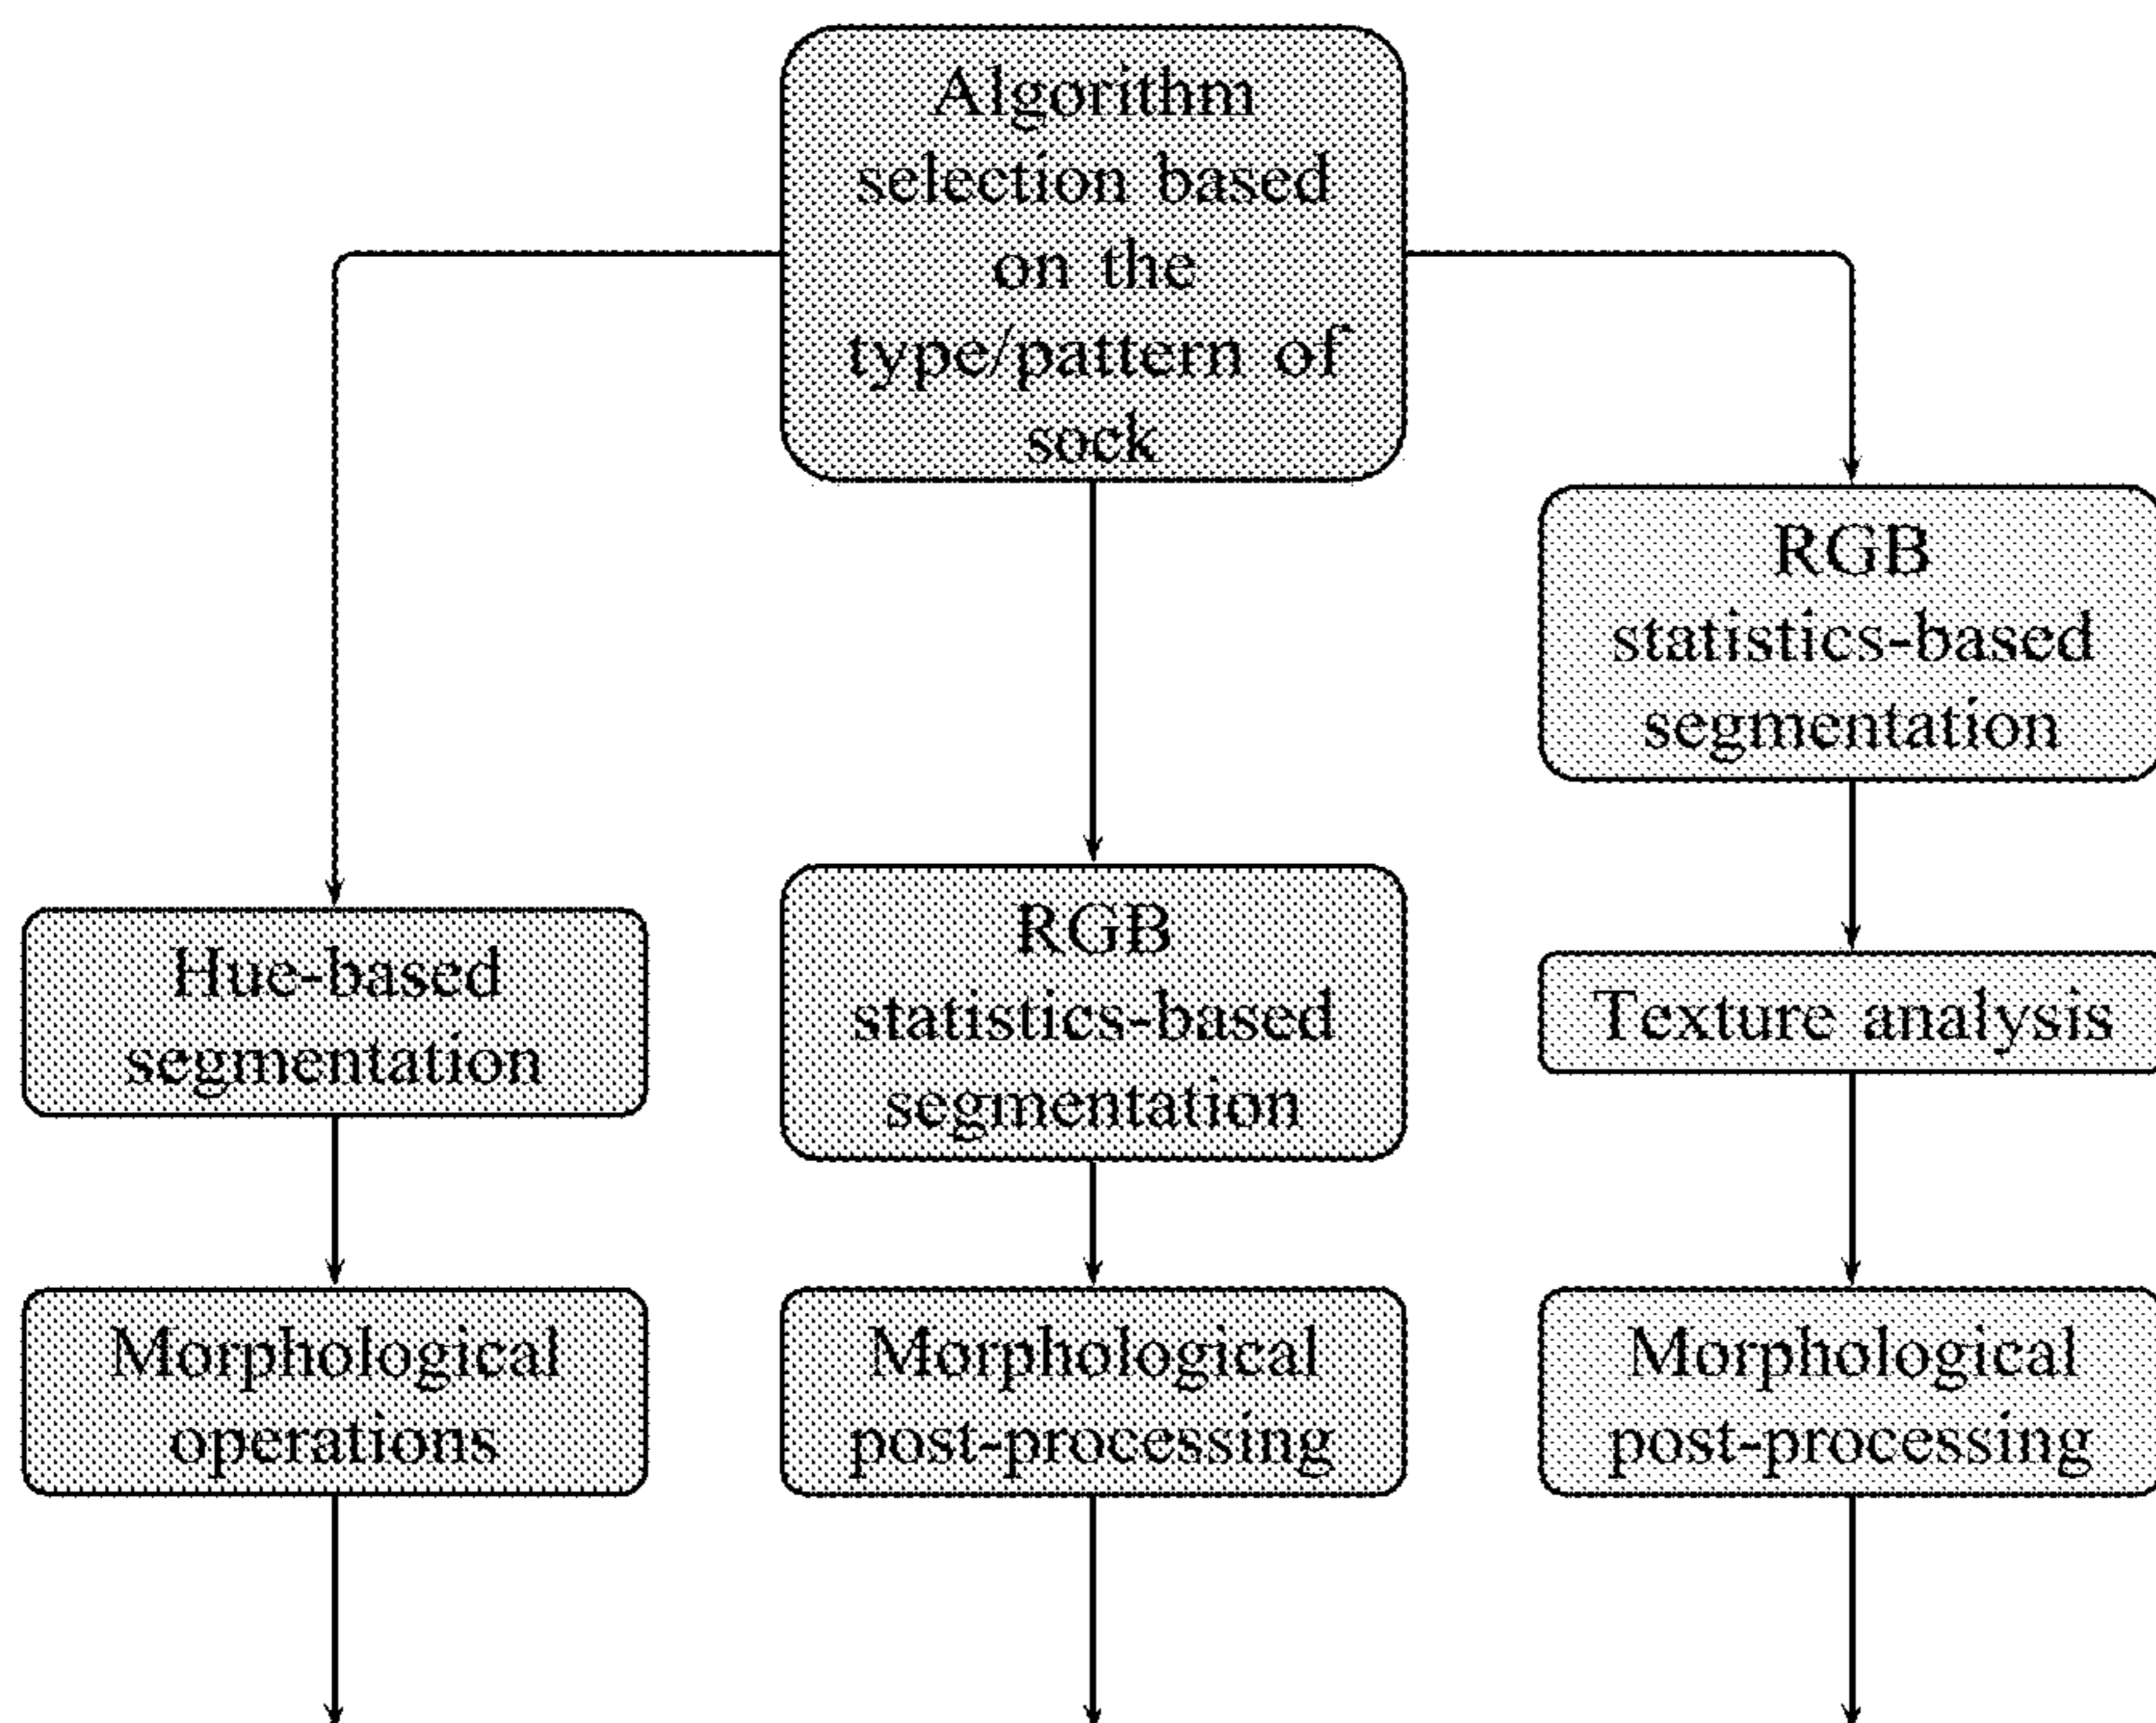 Algorithm
selection based
on the
type/pattern of
sock
Hue-based
segmentation
Morphological
operations
RGB
statistics-based
segmentation
Morphological
post-processing
RGB
statistics-based
segmentation
Texture analysis
Morphological
post-processing